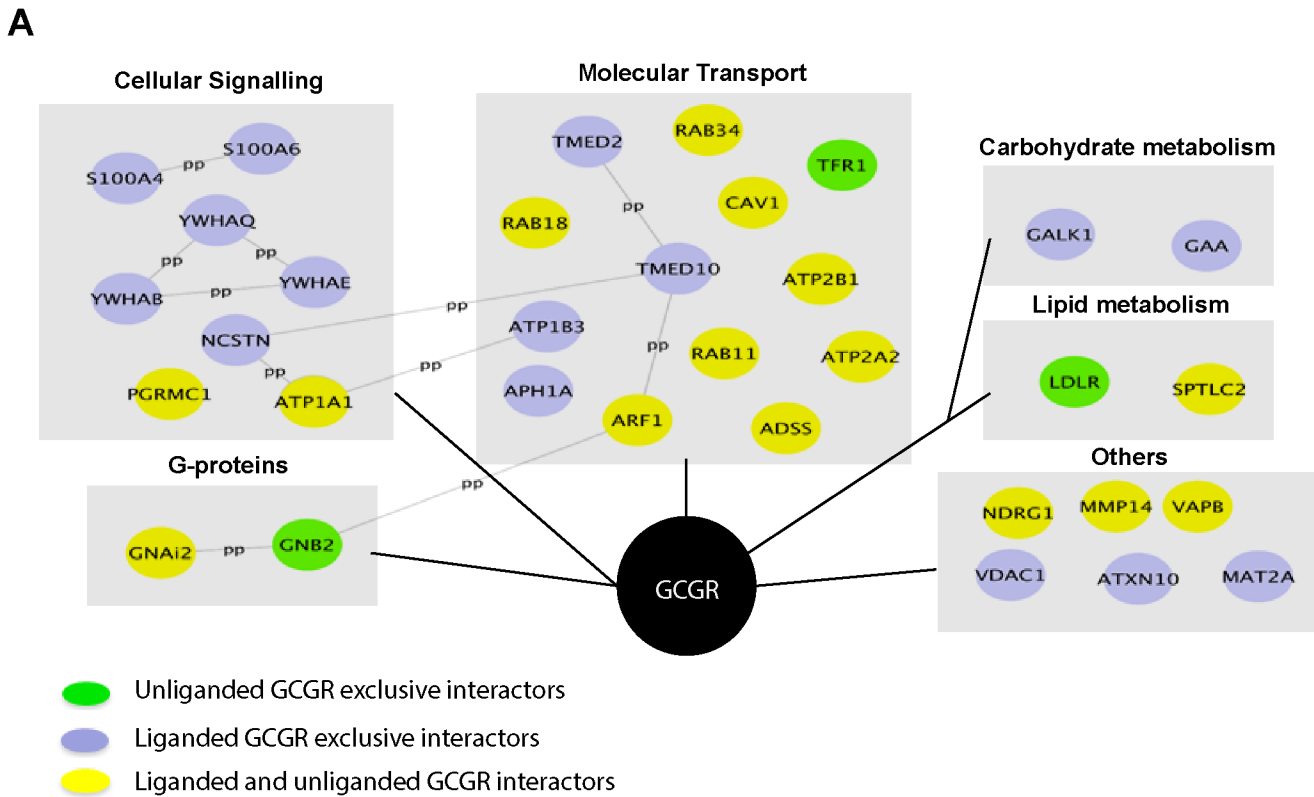 A
Cellular Signalling
S100A6
pp
S100A4
YWHAQ
pp
pp
YWHAE
pp
YWHAB
NCSTN
pp
PGRMC1
ATP1A1
Molecular Transport
TMED2
RAB34
TFR1
CAV1
pp
RAB18
TMED10
ATP2B1
pp
ATP1B3
pp
RAB11
ATP2A2
pp
APH1A
ARF1
ADSS
Carbohydrate metabolism
GALK1
GAA
Lipid metabolism
LDLR
SPTLC2
G-proteins
pp
GNAi2
pp
GNB2
Others
NDRG1
MMP14
VAPB
VDAC1
ATXN10
MAT2A
GCGR
Unliganded GCGR exclusive interactors
Liganded GCGR exclusive interactors
Liganded and unliganded GCGR interactors